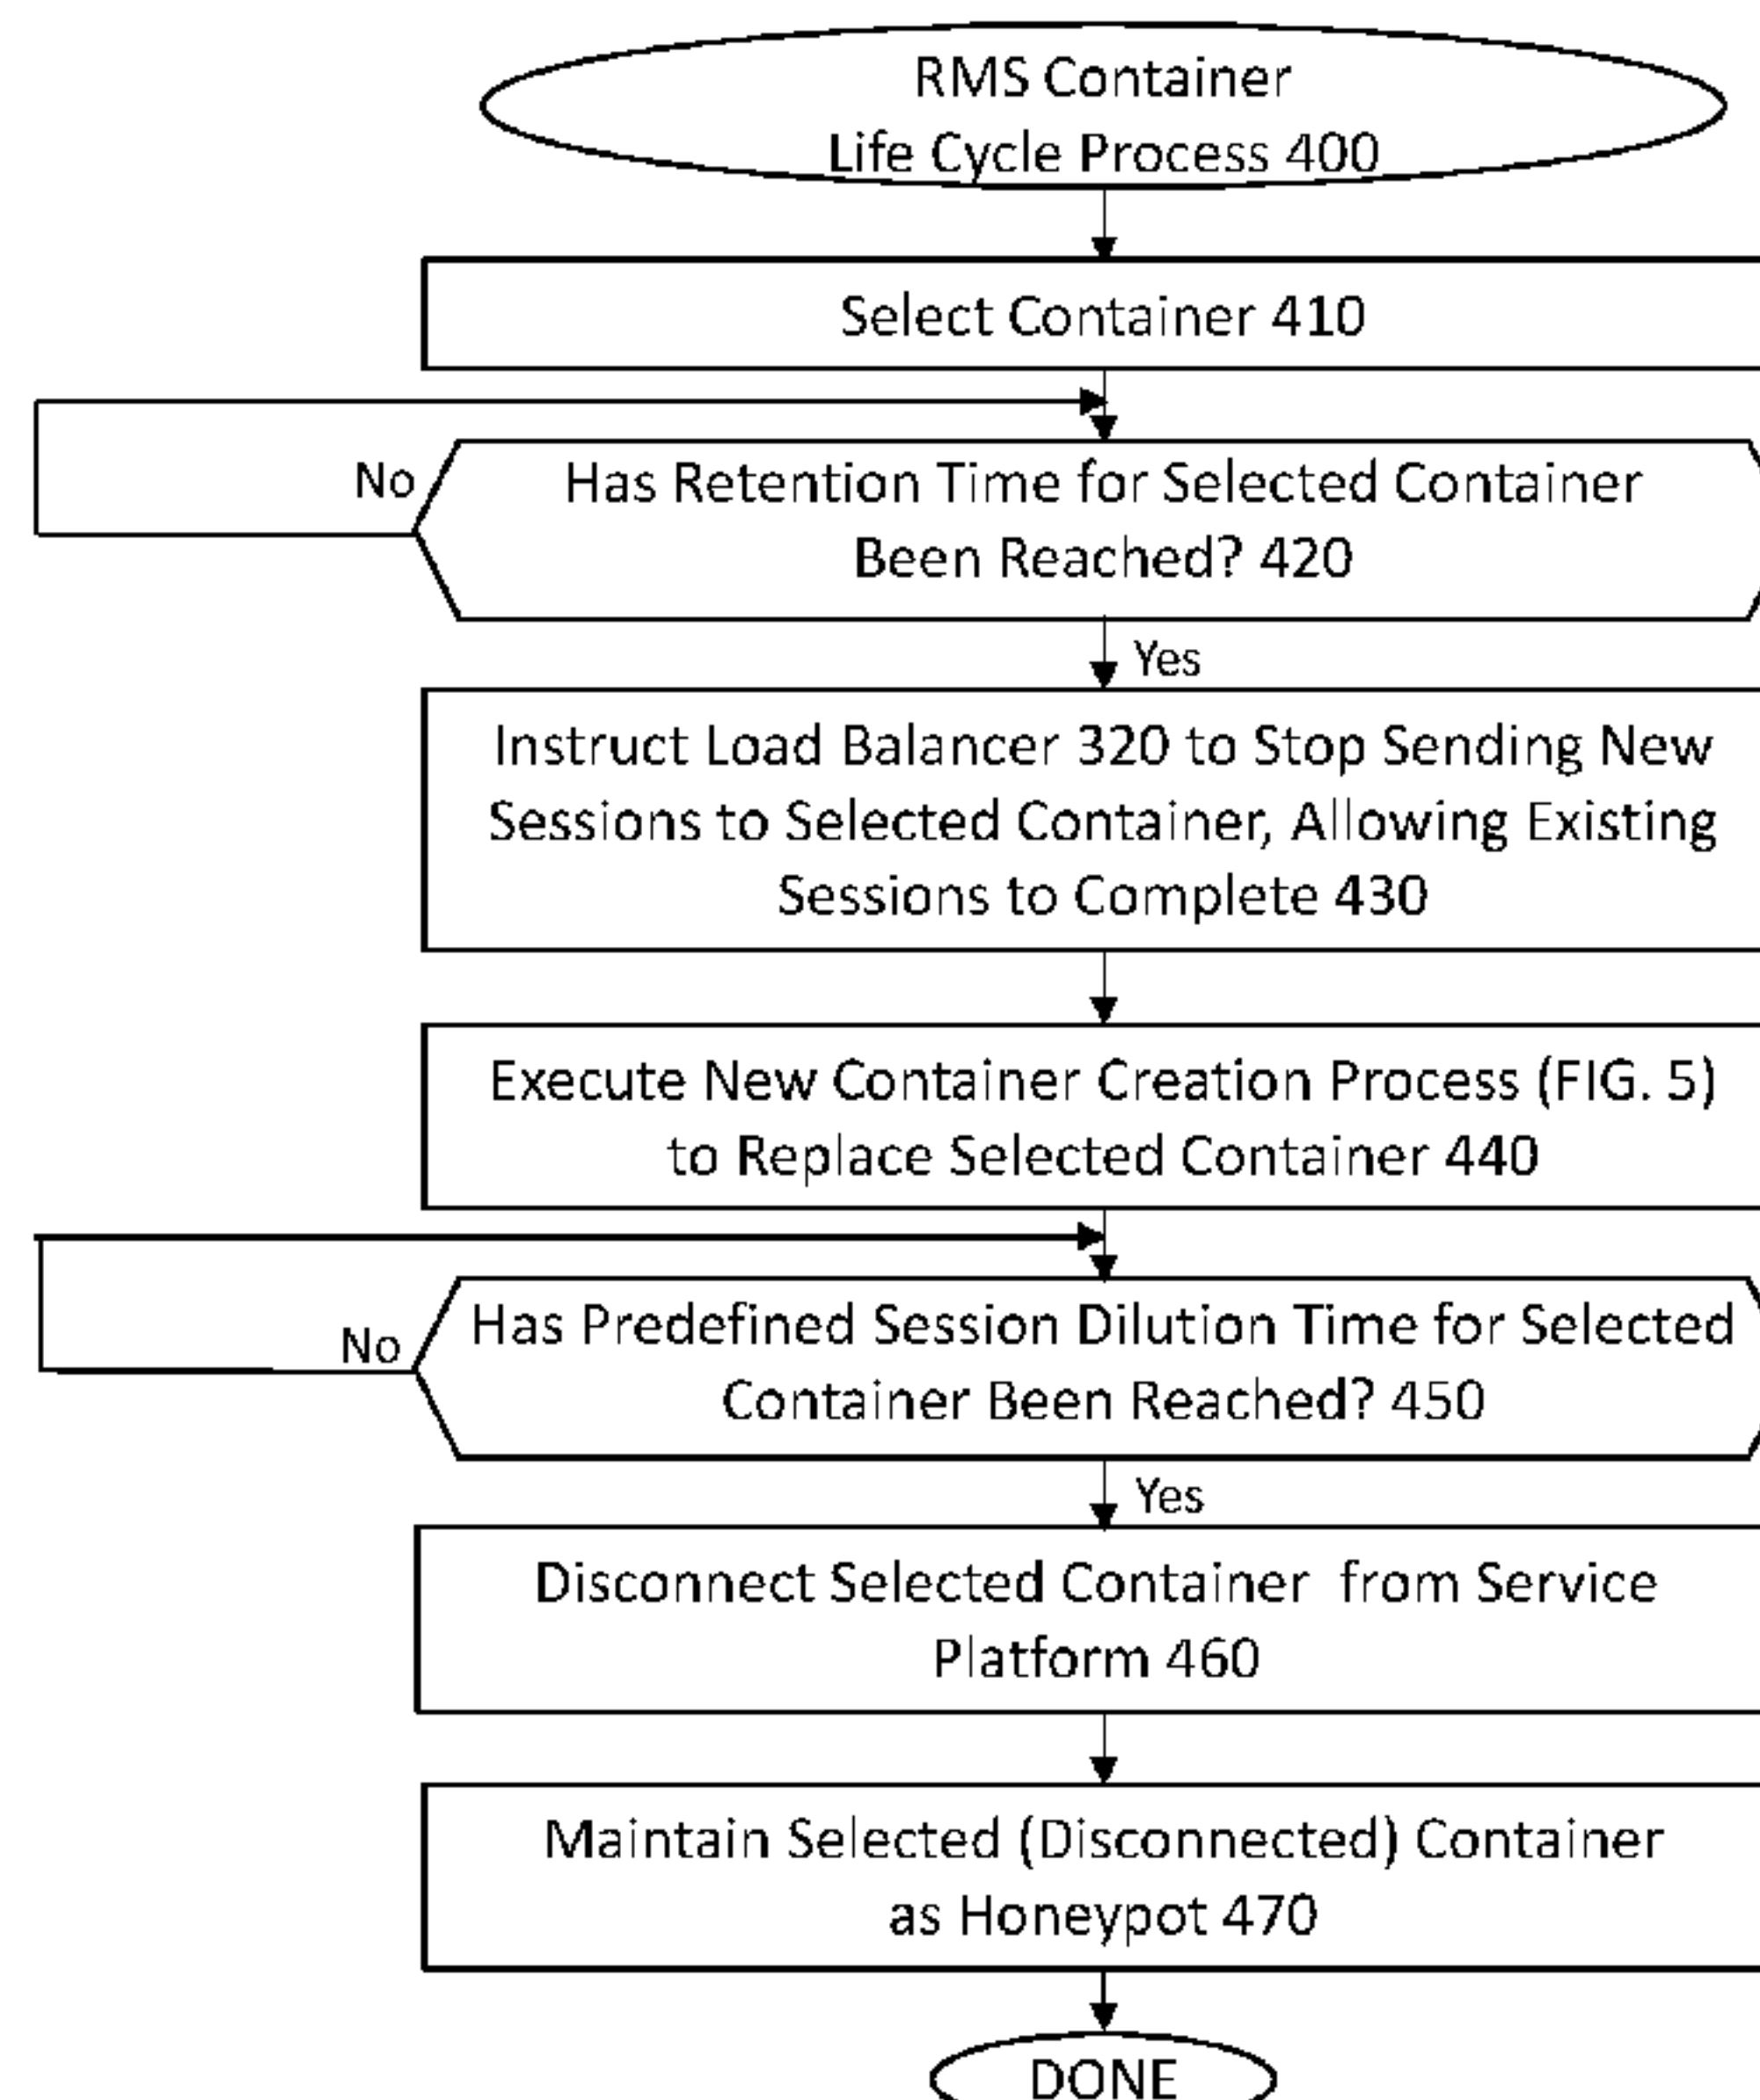 RMS Container
Life Cycle Process 400
Select Container 410
No
Has Retention Time for Selected Container
Been Reached? 420
Yes
Instruct Load Balancer 320 to Stop Sending New
Sessions to Selected Container, Allowing Existing
Sessions to Complete 430
Execute New Container Creation Process (FIG. 5)
to Replace Selected Container 440
Has Predefined Session Dilution Time for Selected
No
Container Been Reached? 450
Yes
Disconnect Selected Container from Service
Platform 460
Maintain Selected (Disconnected) Container
as Honeypot 470
DONE